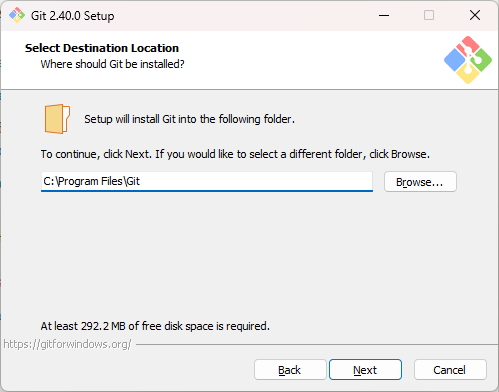 Git 2.40.0 Setup
Select Destination Location
Where should Git be installed?
Setup will install Git into the following folder.
To continue, click Next. If you would like to select a different folder, click Browse.
C:\Program Files\Git
Browse...
At least 292.2 MB of free disk space is required.
https://gitforwindows.org/
Back
Next
Cancel